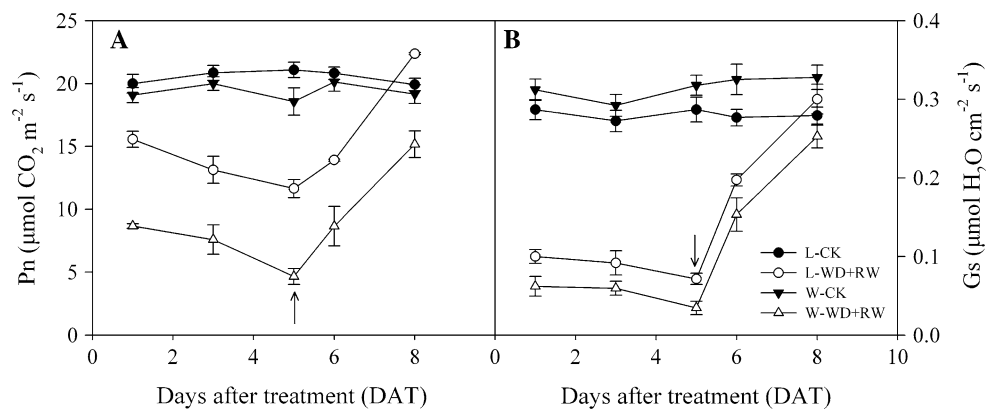 A
B
Pn (μmol CO2 m-2 s-1)
25
20
15
10
5
0
0 2 4 6 8
0 2 4 6 8 10
0.4
0.3
0.2
0.1
0.0
Gs (μmol H2O cm-2 s-1)
L-CK
L-WD+RW
W-CK
W-WD+RW
Days after treatment (DAT)
Days after treatment (DAT)